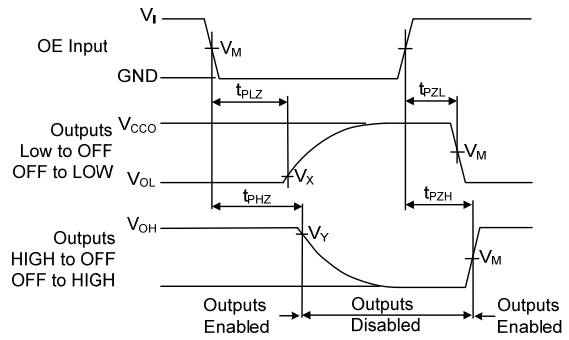 VI
OE Input
VM
GND
tPLZ
tPZL
VCCO
Outputs
Low to OFF
OFF to LOW
VM
VOL
VX
tPHZ
tPZH
VOH
VY
Outputs
HIGH to OFF
OFF to HIGH
VM
Outputs
Enabled
Outputs
Disabled
Outputs
Enabled